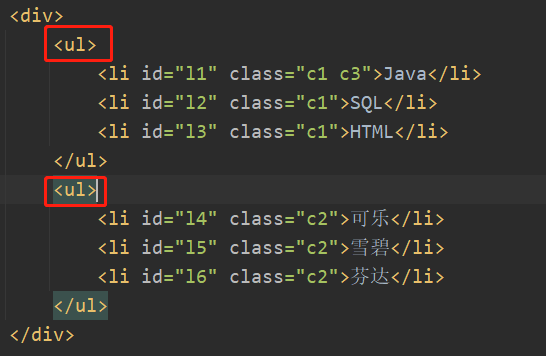 <div>
<ul>
<li id="l1" class="c1 c3">Java</li>
<li id="l2" class="c1">SQL</li>
<li id="l3" class="c1">HTML</li>
</ul>
<ul>
<li id="l4" class="c2">可乐</li>
<li id="l5" class="c2">雪碧</li>
<li id="l6" class="c2">芬达</li>
</ul>
</div>